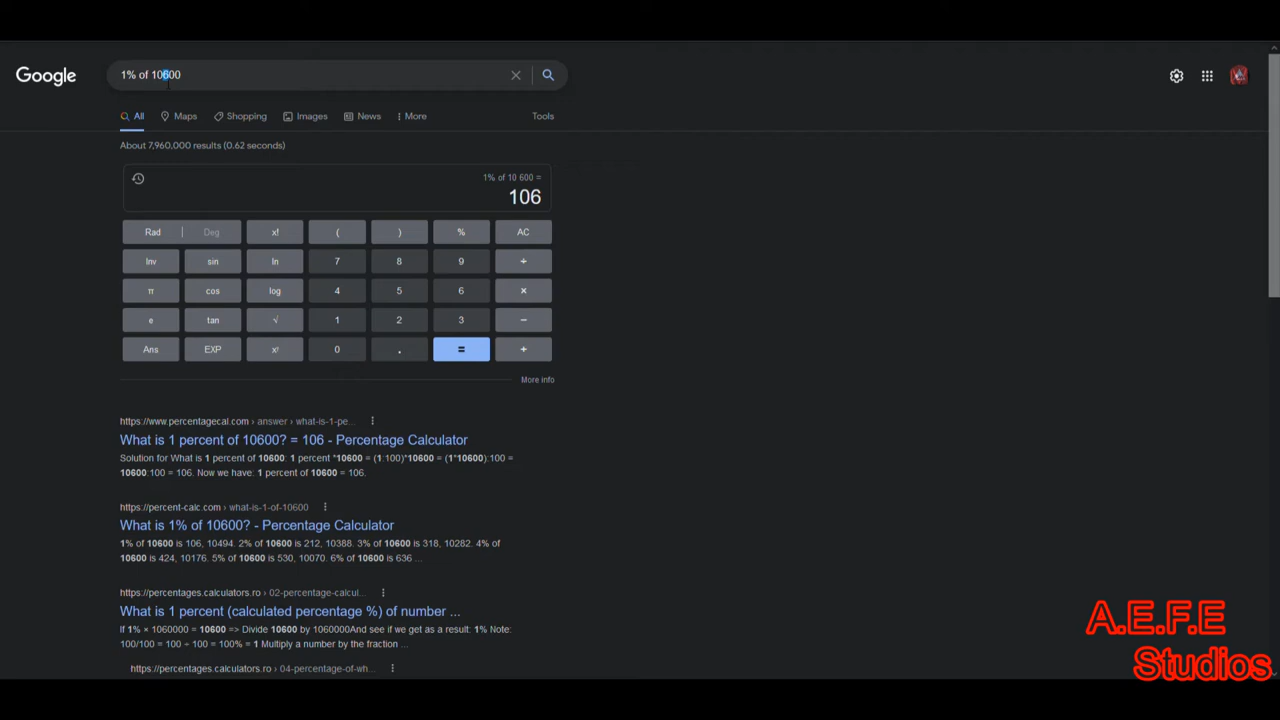 Google
1% of 10600
All Maps Shopping Images News More Tools
About 7,960,000 results (0.62 seconds)
1% of 10 600 =
106
Rad Deg x! ( ) % AC
Inv sin ln 7 8 9 ÷
π cos log 4 5 6 ×
e tan √ 1 2 3 −
Ans EXP xʸ 0 . = +
More info
https://www.percentagecal.com › answer › what-is-1-pe...
What is 1 percent of 10600? = 106 - Percentage Calculator
Solution for What is 1 percent of 10600: 1 percent *10600 = (1:100)*10600 = (1*10600):100 =
10600:100 = 106. Now we have: 1 percent of 10600 = 106.
https://percent-calc.com › what-is-1-of-10600
What is 1% of 10600? - Percentage Calculator
1% of 10600 is 106, 10494. 2% of 10600 is 212, 10388. 3% of 10600 is 318, 10282. 4% of
10600 is 424, 10176. 5% of 10600 is 530, 10070. 6% of 10600 is 636 ...
https://percentages.calculators.ro › 02-percentage-calcul...
What is 1 percent (calculated percentage %) of number ...
If 1% × 1060000 = 10600 => Divide 10600 by 1060000And see if we get as a result: 1% Note:
100/100 = 100 ÷ 100 = 100% = 1 Multiply a number by the fraction ...
https://percentages.calculators.ro › 04-percentage-of-wh...
A.E.F.E
Studios